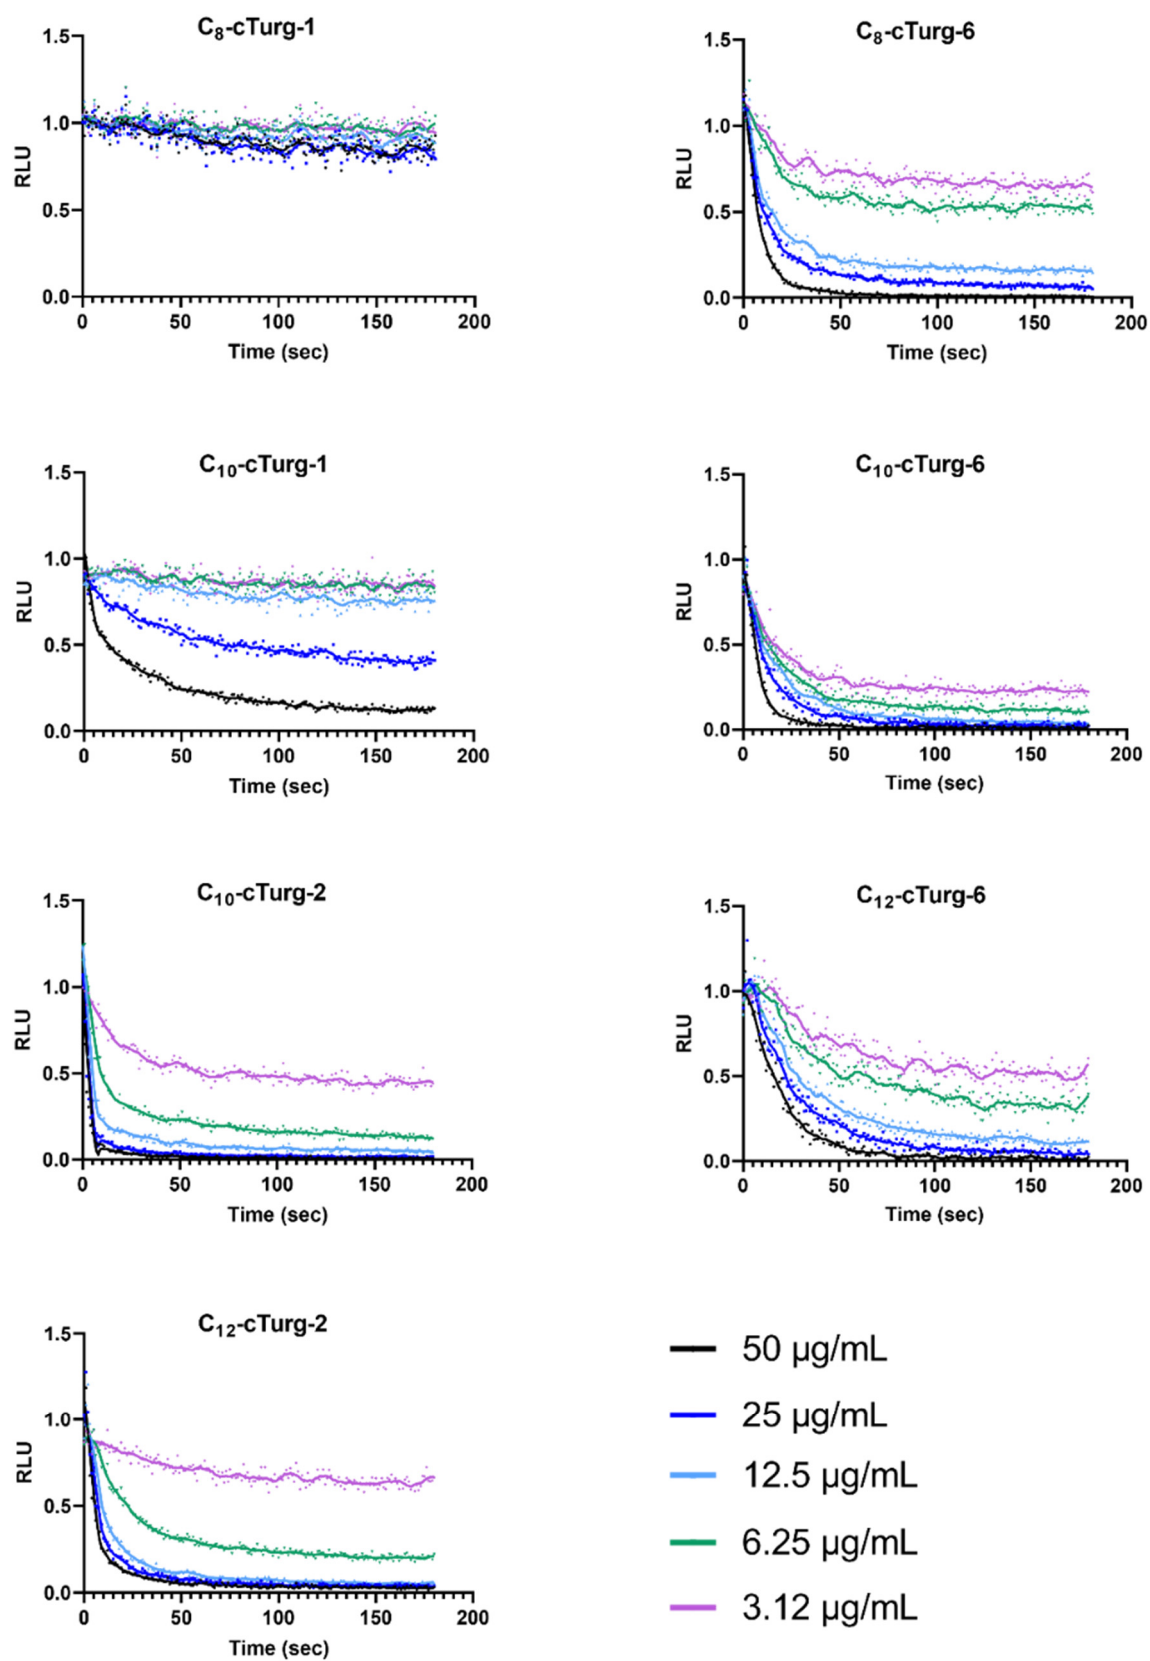 C8-cTurg-1
1.5
1.0
0.5
0.0
RLU
0 50 100 150 200
Time (sec)
C8-cTurg-6
1.5
1.0
0.5
0.0
RLU
0 50 100 150 200
Time (sec)
C10-cTurg-1
1.5
1.0
0.5
0.0
RLU
0 50 100 150 200
Time (sec)
C10-cTurg-6
1.5
1.0
0.5
0.0
RLU
0 50 100 150 200
Time (sec)
C10-cTurg-2
1.5
1.0
0.5
0.0
RLU
0 50 100 150 200
Time (sec)
C12-cTurg-6
1.5
1.0
0.5
0.0
RLU
0 50 100 150 200
Time (sec)
C12-cTurg-2
1.5
1.0
0.5
0.0
RLU
0 50 100 150 200
Time (sec)
50 µg/mL
25 µg/mL
12.5 µg/mL
6.25 µg/mL
3.12 µg/mL